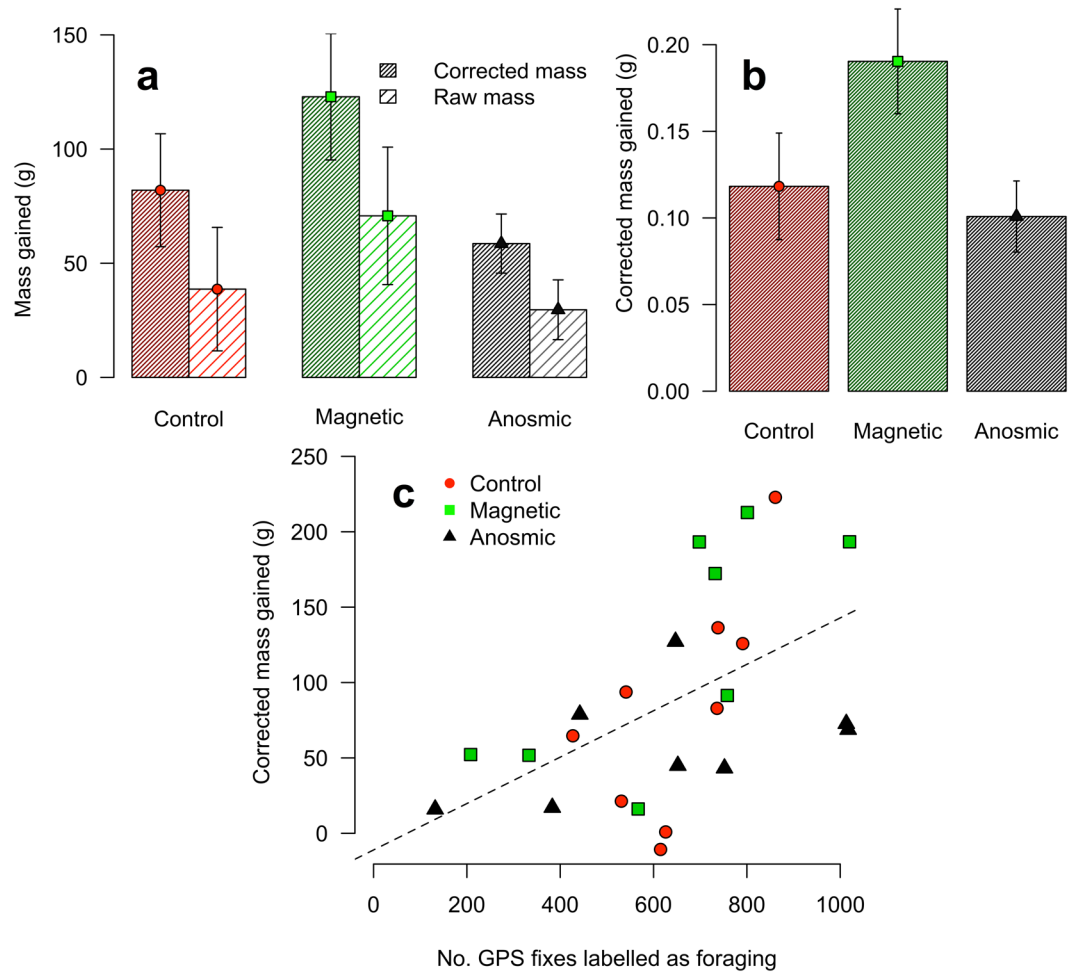 a
Corrected mass
Raw mass
Mass gained (g)
150
100
50
0
Control
Magnetic
Anosmic
b
Corrected mass gained (g)
0.20
0.15
0.10
0.05
0.00
Control
Magnetic
Anosmic
c
Control
Magnetic
Anosmic
Corrected mass gained (g)
250
200
150
100
50
0
0 200 400 600 800 1000
No. GPS fixes labelled as foraging